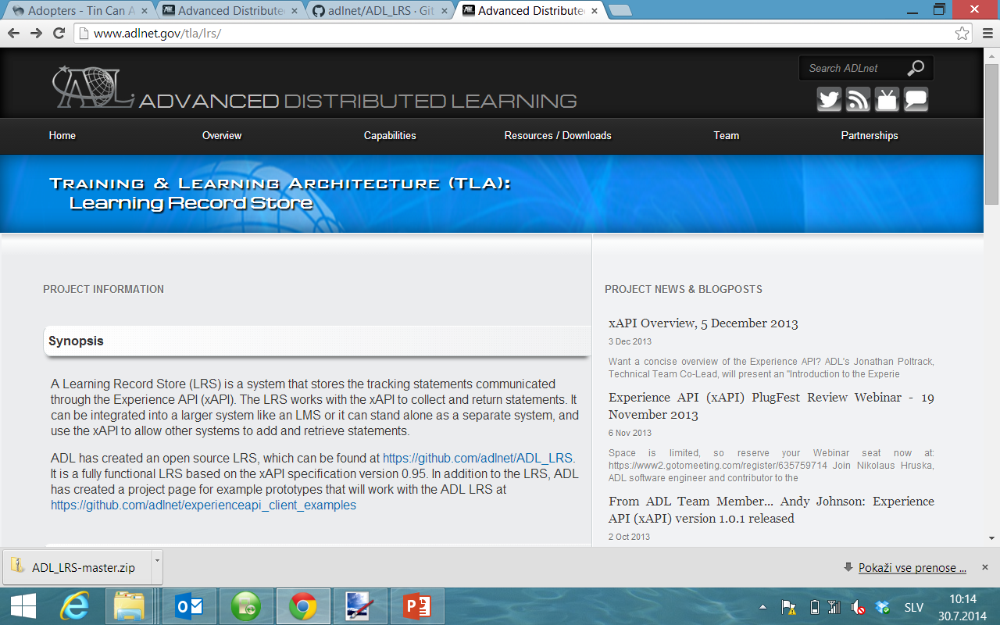 Adopters - Tin Can A
Advanced Distribute
adlnet/ADL_LRS · Git
Advanced Distribute
www.adlnet.gov/tla/lrs/
ADL ADVANCED DISTRIBUTED LEARNING
Search ADLnet
Home Overview Capabilities Resources / Downloads Team Partnerships
TRAINING & LEARNING ARCHITECTURE (TLA):
Learning Record Store
PROJECT INFORMATION
Synopsis
A Learning Record Store (LRS) is a system that stores the tracking statements communicated
through the Experience API (xAPI). The LRS works with the xAPI to collect and return statements. It
can be integrated into a larger system like an LMS or it can stand alone as a separate system, and
use the xAPI to allow other systems to add and retrieve statements.
ADL has created an open source LRS, which can be found at https://github.com/adlnet/ADL_LRS.
It is a fully functional LRS based on the xAPI specification version 0.95. In addition to the LRS, ADL
has created a project page for example prototypes that will work with the ADL LRS at
https://github.com/adlnet/experienceapi_client_examples
PROJECT NEWS & BLOGPOSTS
xAPI Overview, 5 December 2013
3 Dec 2013
Want a concise overview of the Experience API? ADL's Jonathan Poltrack,
Technical Team Co-Lead, will present an "Introduction to the Experie
Experience API (xAPI) PlugFest Review Webinar - 19
November 2013
6 Nov 2013
Space is limited, so reserve your Webinar seat now at:
https://www2.gotomeeting.com/register/635759714 Join Nikolaus Hruska,
ADL software engineer and contributor to the
From ADL Team Member... Andy Johnson: Experience
API (xAPI) version 1.0.1 released
2 Oct 2013
ADL_LRS-master.zip
Pokaži vse prenose ...
SLV
10:14
30.7.2014